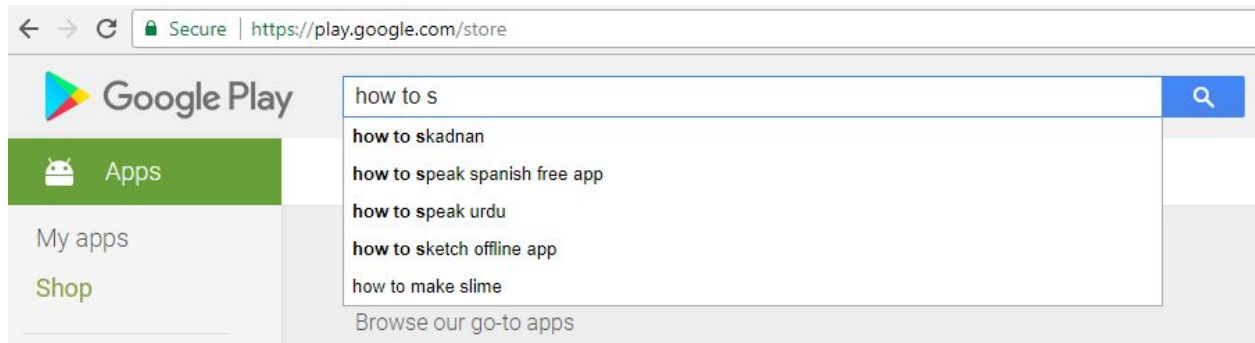 Secure | https://play.google.com/store
Google Play
how to s
how to skadnan
how to speak spanish free app
how to speak urdu
how to sketch offline app
how to make slime
Apps
My apps
Shop
Browse our go-to apps